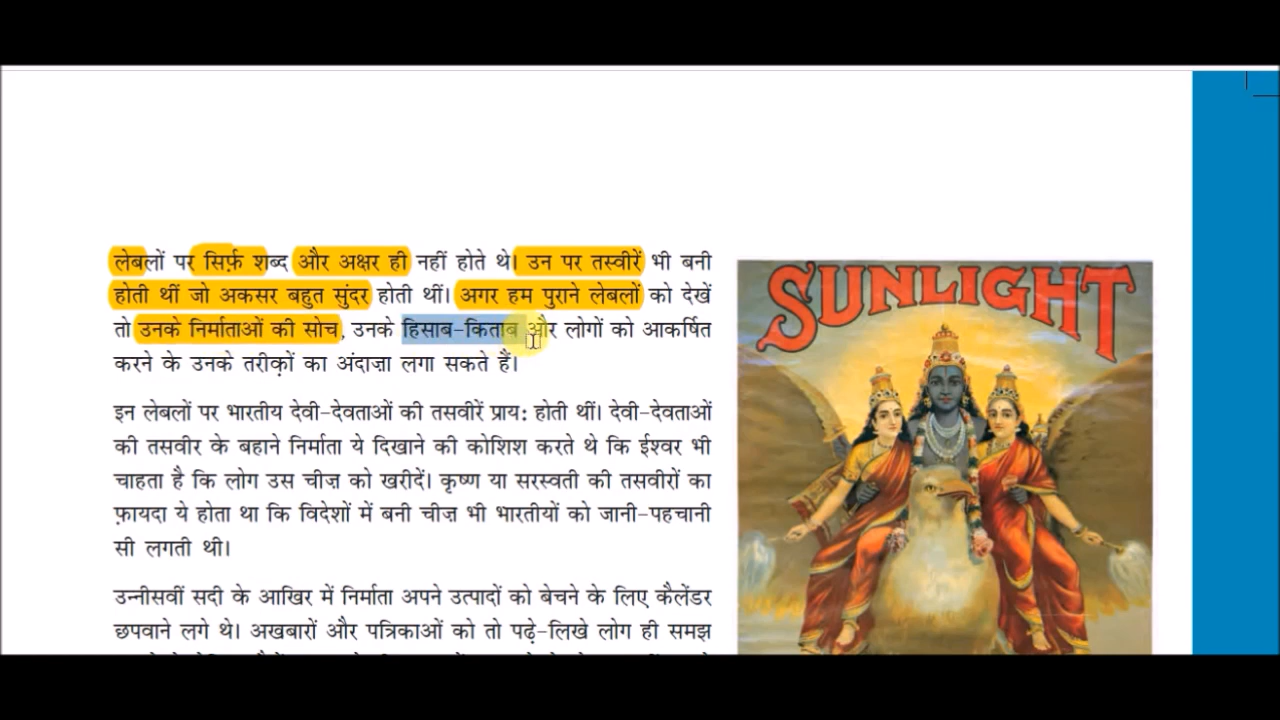 लेबलों पर सिर्फ़ शब्द और अक्षर ही नहीं होते थे। उन पर तस्वीरें भी बनी
होती थीं जो अकसर बहुत सुंदर होती थीं। अगर हम पुराने लेबलों को देखें
तो उनके निर्माताओं की सोच, उनके हिसाब-किताब और लोगों को आकर्षित
करने के उनके तरीक़ों का अंदाज़ा लगा सकते हैं।
इन लेबलों पर भारतीय देवी-देवताओं की तसवीरें प्राय: होती थीं। देवी-देवताओं
की तसवीर के बहाने निर्माता ये दिखाने की कोशिश करते थे कि ईश्वर भी
चाहता है कि लोग उस चीज़ को खरीदें। कृष्ण या सरस्वती की तसवीरों का
फ़ायदा ये होता था कि विदेशों में बनी चीज़ भी भारतीयों को जानी-पहचानी
सी लगती थी।
उन्नीसवीं सदी के आखिर में निर्माता अपने उत्पादों को बेचने के लिए कैलेंडर
छपवाने लगे थे। अखबारों और पत्रिकाओं को तो पढ़े-लिखे लोग ही समझ
SUNLIGHT